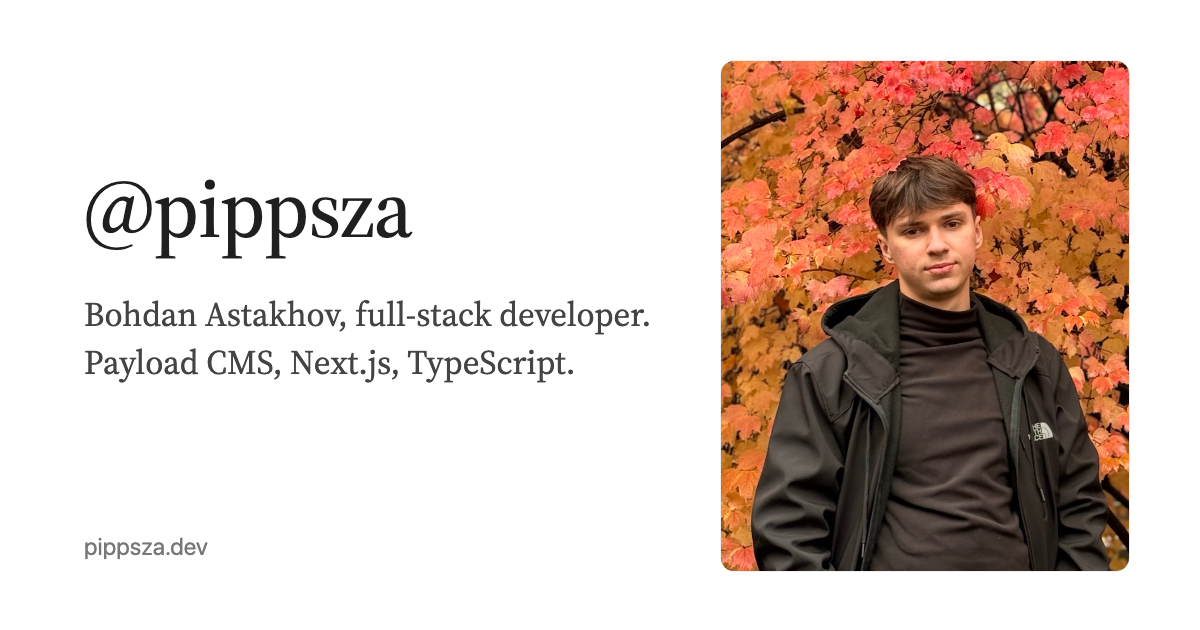 @pippsza
Bohdan Astakhov, full-stack developer.
Payload CMS, Next.js, TypeScript.
pippsza.dev
THE
NORTH
FACE